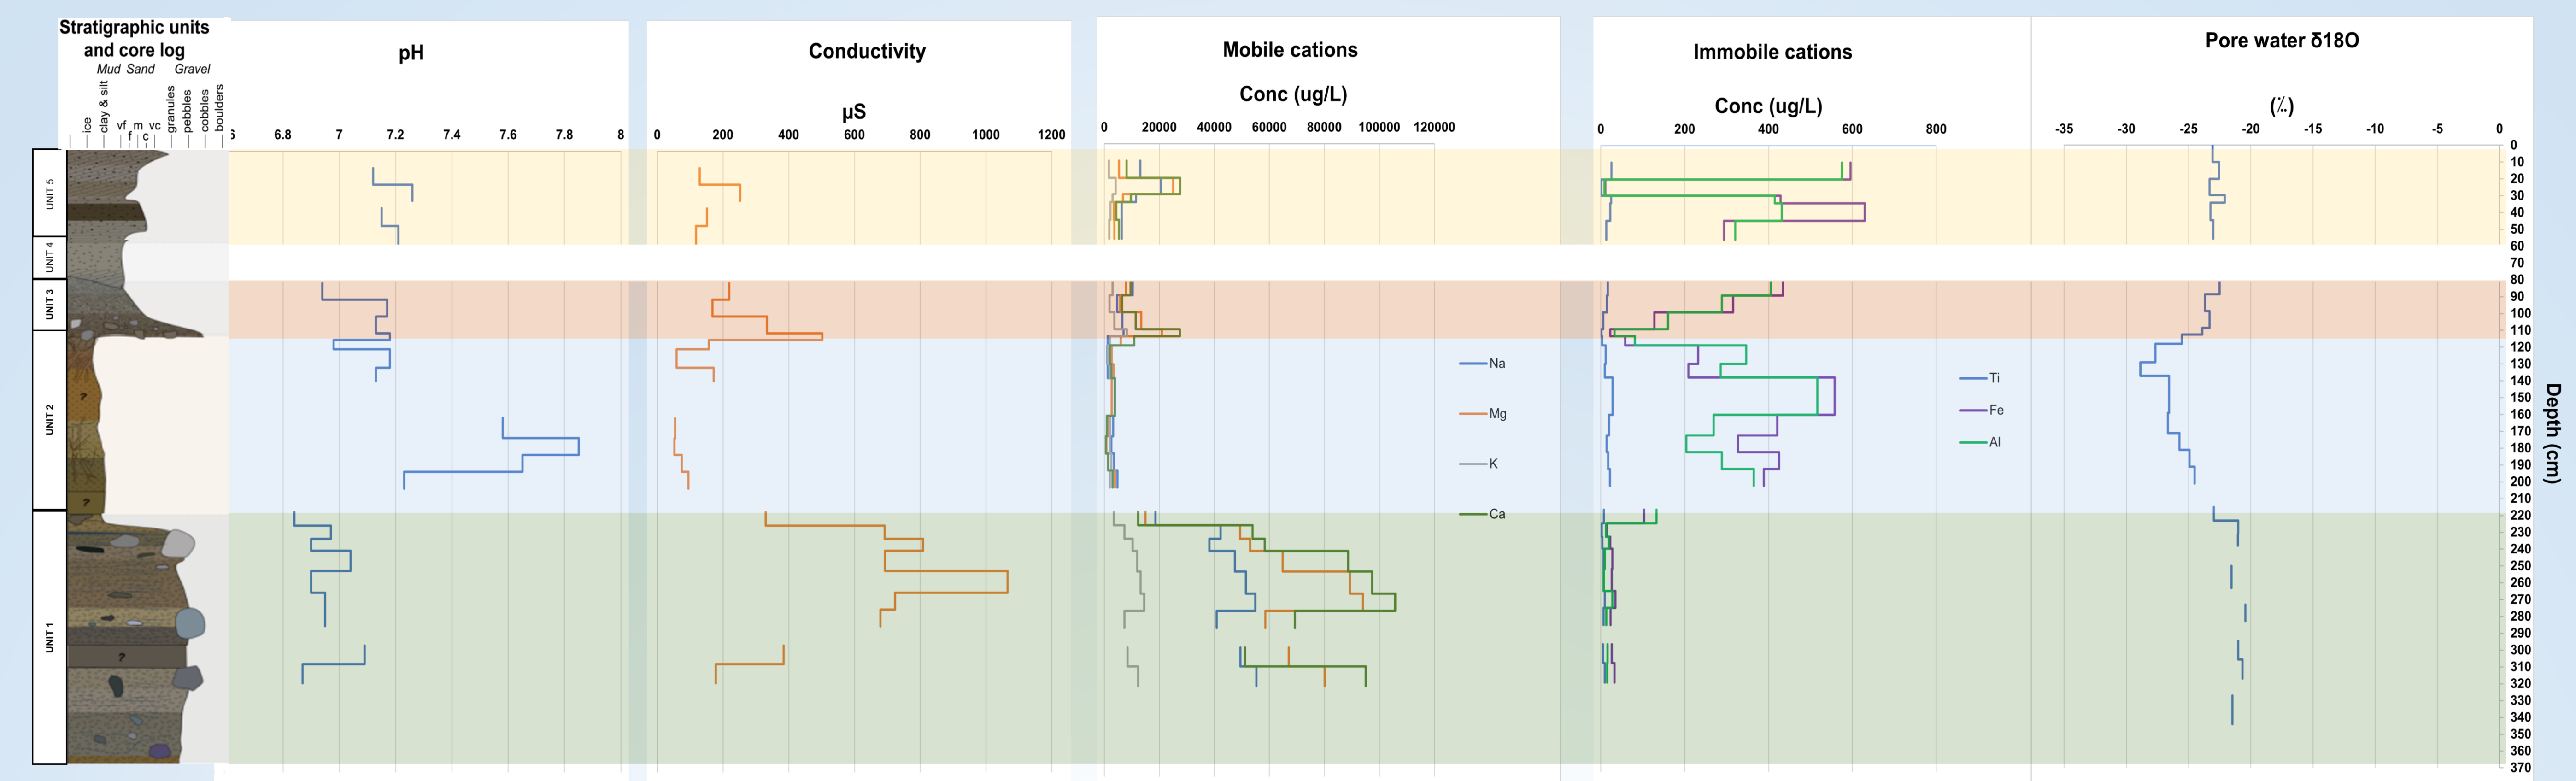 Stratigraphic units
and core log
Mud Sand Gravel
ice
clay & silt
vf
f
m
c
vc
granules
pebbles
cobbles
boulders
UNIT 5
UNIT 4
UNIT 3
UNIT 2
UNIT 1
?
?
?
pH
6 6.8 7 7.2 7.4 7.6 7.8 8
Conductivity
µS
0 200 400 600 800 1000 1200
Mobile cations
Conc (ug/L)
0 20000 40000 60000 80000 100000 120000
Na
Mg
K
Ca
Immobile cations
Conc (ug/L)
0 200 400 600 800
Ti
Fe
Al
Pore water δ18O
(٪.)
-35 -30 -25 -20 -15 -10 -5 0
0
10
20
30
40
50
60
70
80
90
100
110
120
130
140
150
160
170
180
190
200
210
220
230
240
250
260
270
280
290
300
310
320
330
340
350
360
370
Depth (cm)